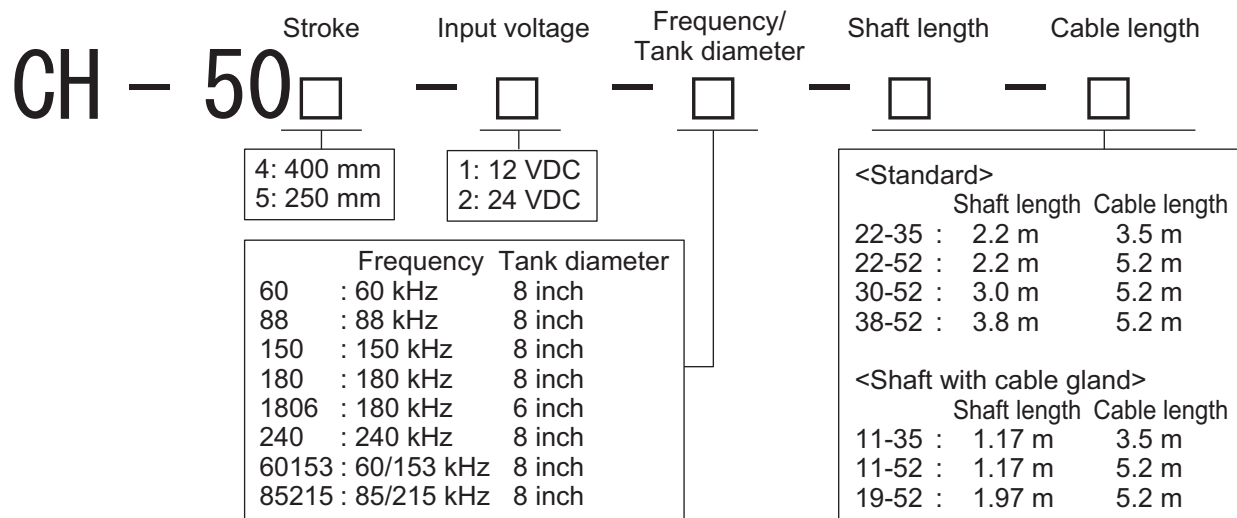 Stroke
Input voltage
Frequency/
Tank diameter
Shaft length
Cable length
CH - 50□ - □ - □ - □ - □
4: 400 mm
5: 250 mm
1: 12 VDC
2: 24 VDC
Frequency Tank diameter
60 : 60 kHz 8 inch
88 : 88 kHz 8 inch
150 : 150 kHz 8 inch
180 : 180 kHz 8 inch
1806 : 180 kHz 6 inch
240 : 240 kHz 8 inch
60153 : 60/153 kHz 8 inch
85215 : 85/215 kHz 8 inch
<Standard>
Shaft length Cable length
22-35 : 2.2 m 3.5 m
22-52 : 2.2 m 5.2 m
30-52 : 3.0 m 5.2 m
38-52 : 3.8 m 5.2 m
<Shaft with cable gland>
Shaft length Cable length
11-35 : 1.17 m 3.5 m
11-52 : 1.17 m 5.2 m
19-52 : 1.97 m 5.2 m